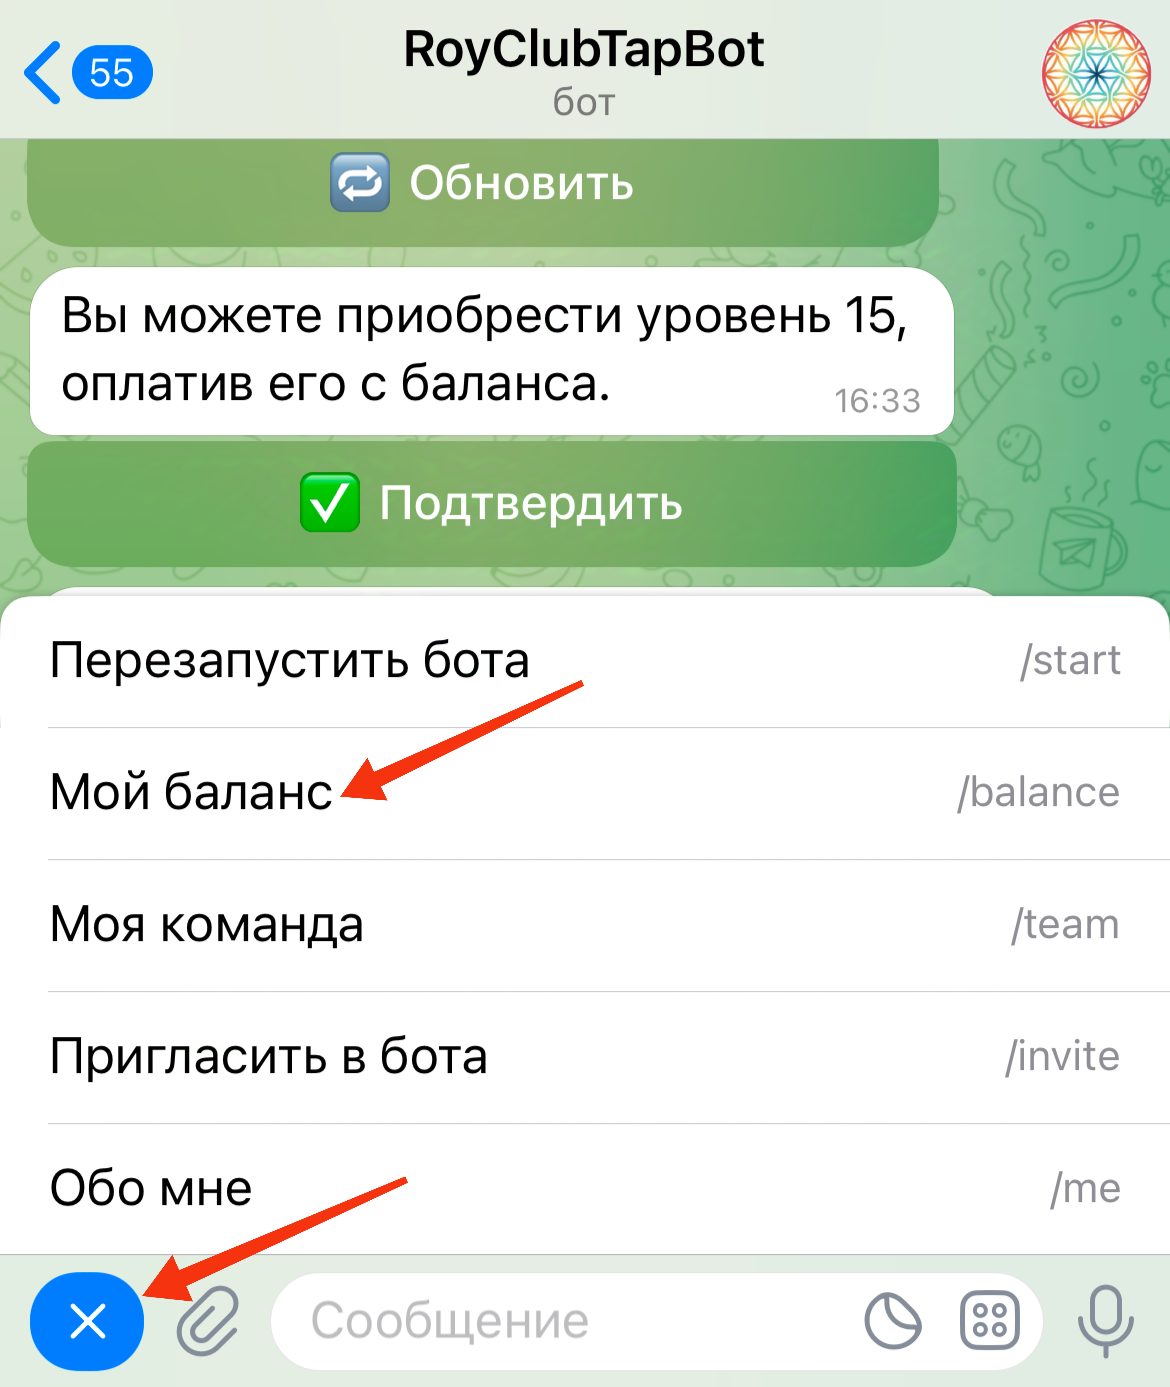 55
RoyClubTapBot
бот
Обновить
Вы можете приобрести уровень 15,
оплатив его с баланса.
16:33
Подтвердить
Перезапустить бота /start
Мой баланс /balance
Моя команда /team
Пригласить в бота /invite
Обо мне /me
Сообщение